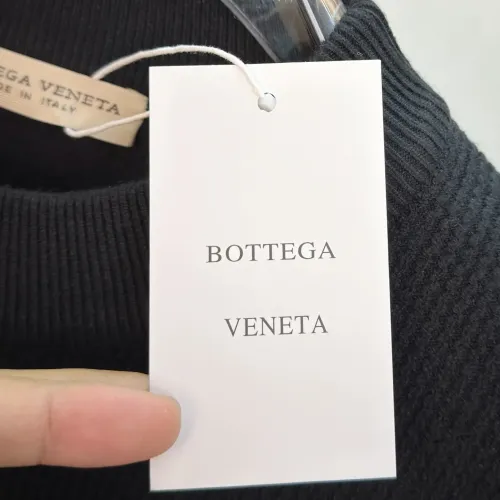 EGA VENETA
DE IN ITALY
BOTTEGA
VENETA